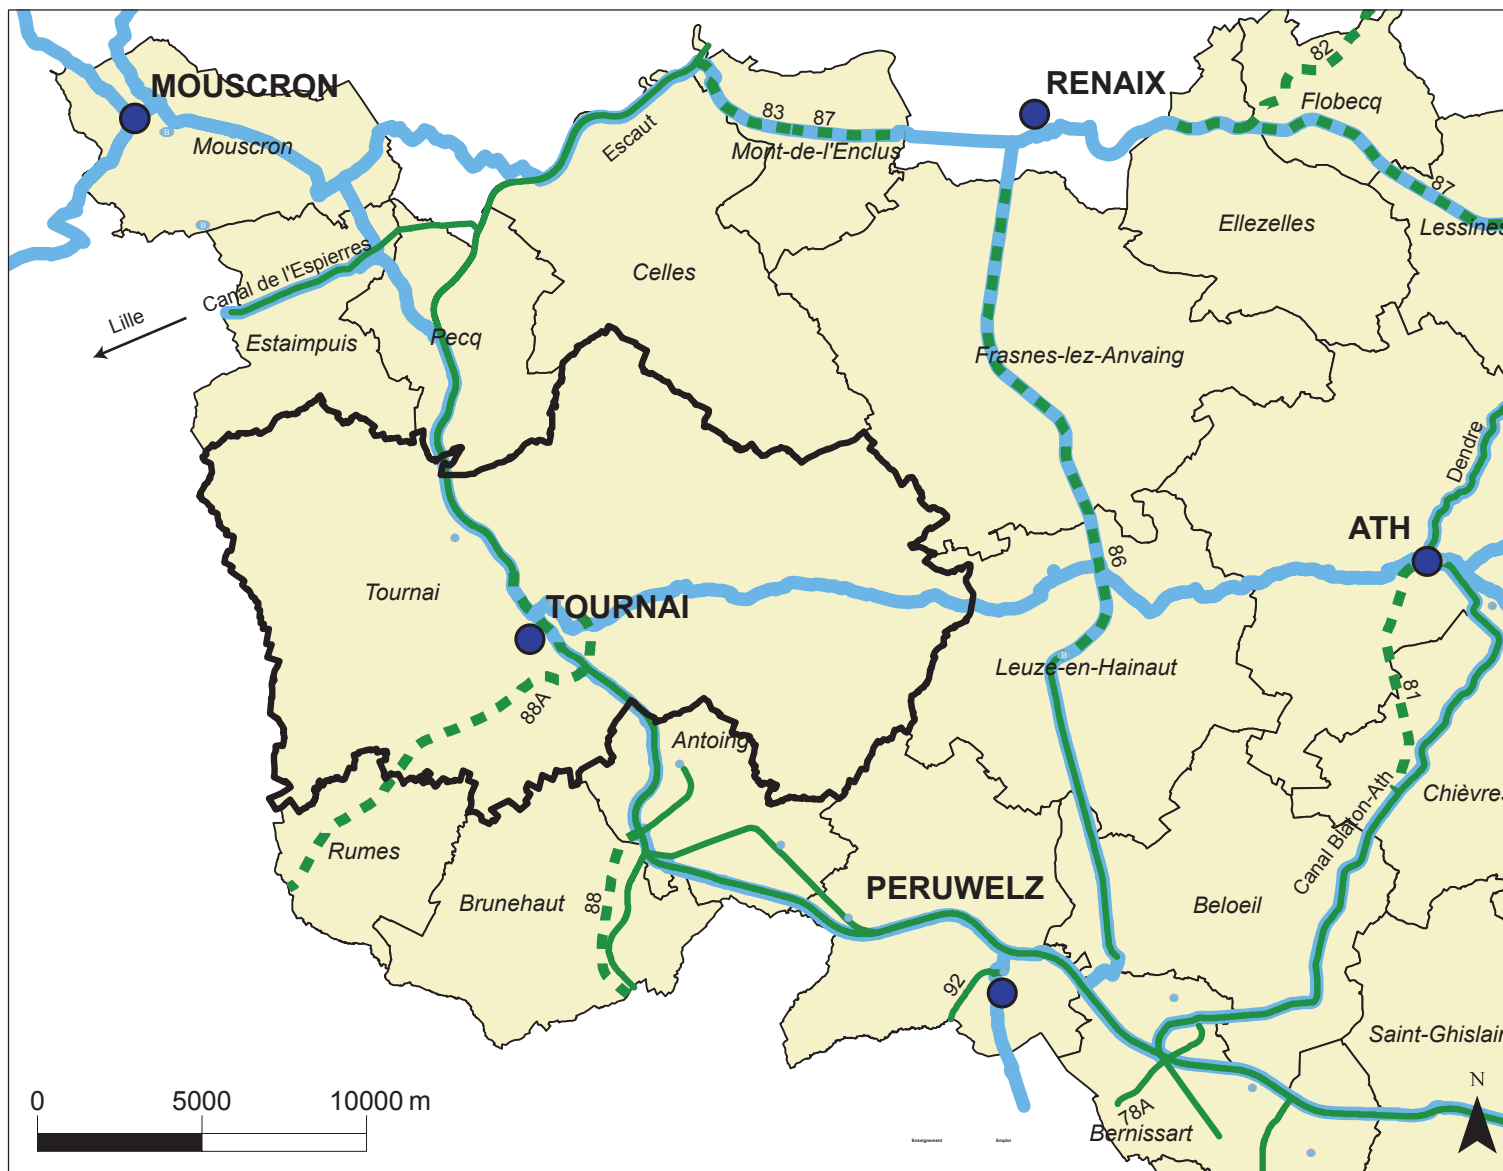 MOUSCRON
RENAIX
82
Flobecq
83
87
Mouscron
Escaut
Mont-de-l'Enclus
87
Ellezelles
Lessines
Celles
Canal de l'Espierres
Lille
Estaimpuis
Pecq
Frasnes-lez-Anvaing
Dendre
ATH
86
Tournai
TOURNAI
Leuze-en-Hainaut
88A
81
Antoing
Chièvres
Canal Blaton-Ath
Rumes
PERUWELZ
Brunehaut
88
Beloeil
92
Saint-Ghislain
N
0 5000 10000 m
78A
Bernissart
Enseignement Emploi